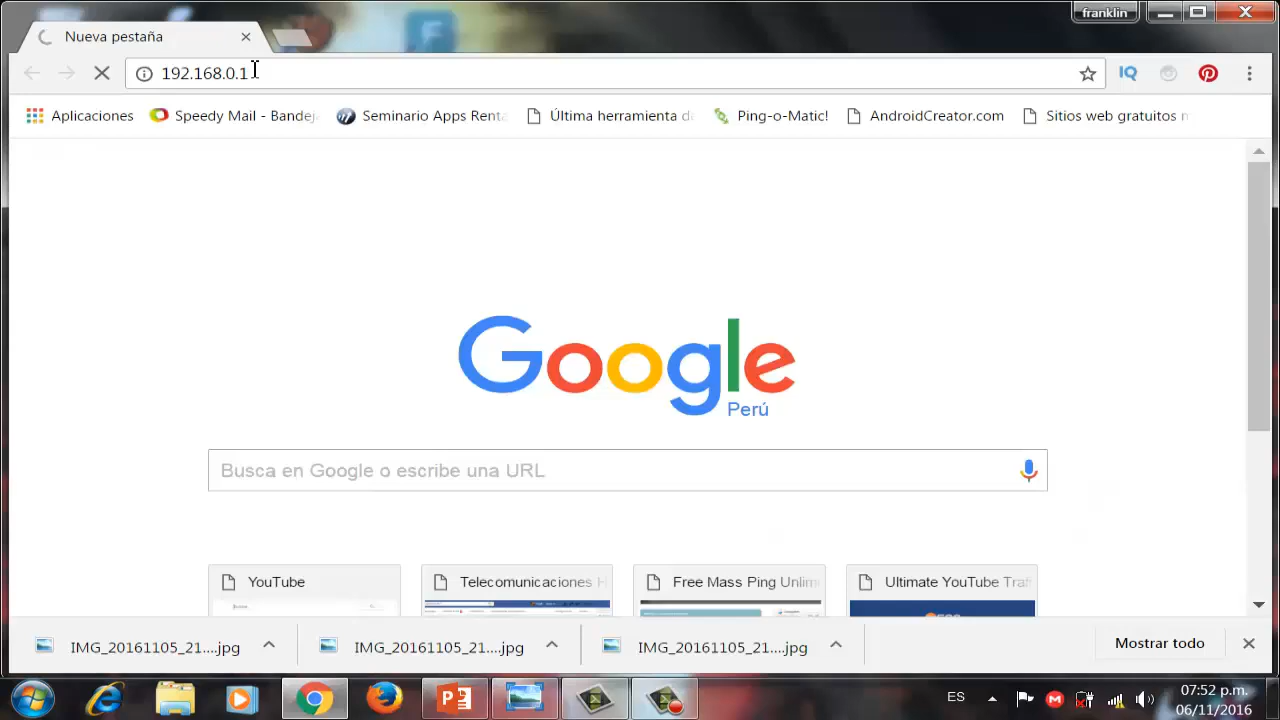 franklin
Nueva pestaña
192.168.0.1
Aplicaciones
Speedy Mail - Bandej
Seminario Apps Renta
Última herramienta de
Ping-o-Matic!
AndroidCreator.com
Sitios web gratuitos m
Google
Perú
Busca en Google o escribe una URL
YouTube
Telecomunicaciones H
Free Mass Ping Unlim
Ultimate YouTube Traf
IMG_20161105_21....jpg
IMG_20161105_21....jpg
IMG_20161105_21....jpg
Mostrar todo
ES
07:52 p.m.
06/11/2016